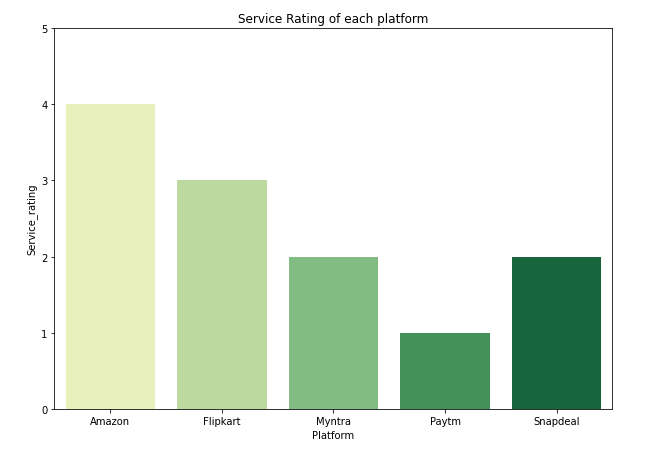 Service Rating of each platform
5
4
3
2
1
0
Service_rating
Amazon Flipkart Myntra Paytm Snapdeal
Platform